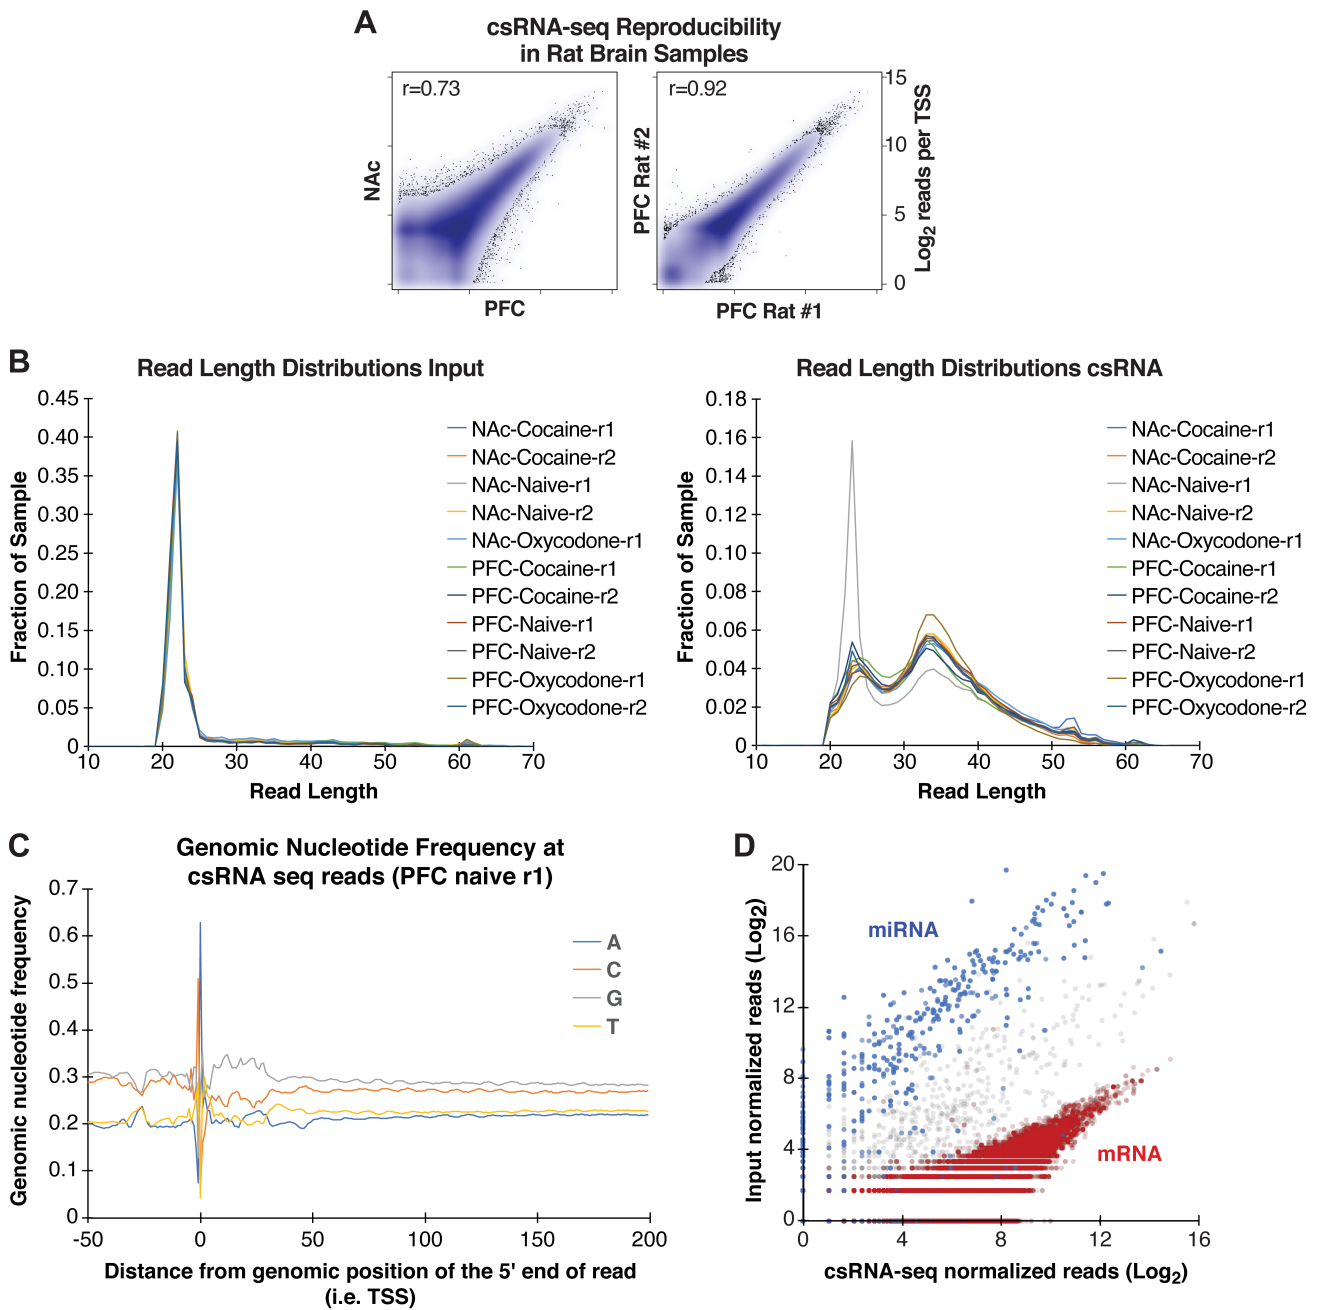 A
csRNA-seq Reproducibility
in Rat Brain Samples
r=0.73
NAc
PFC
r=0.92
PFC Rat #2
PFC Rat #1
15
10
5
0
Log2 reads per TSS
B
Read Length Distributions Input
0.45
0.40
0.35
0.30
0.25
0.20
0.15
0.10
0.05
0
Fraction of Sample
10 20 30 40 50 60 70
Read Length
NAc-Cocaine-r1
NAc-Cocaine-r2
NAc-Naive-r1
NAc-Naive-r2
NAc-Oxycodone-r1
PFC-Cocaine-r1
PFC-Cocaine-r2
PFC-Naive-r1
PFC-Naive-r2
PFC-Oxycodone-r1
PFC-Oxycodone-r2
Read Length Distributions csRNA
0.18
0.16
0.14
0.12
0.10
0.08
0.06
0.04
0.02
0
Fraction of Sample
10 20 30 40 50 60 70
Read Length
NAc-Cocaine-r1
NAc-Cocaine-r2
NAc-Naive-r1
NAc-Naive-r2
NAc-Oxycodone-r1
PFC-Cocaine-r1
PFC-Cocaine-r2
PFC-Naive-r1
PFC-Naive-r2
PFC-Oxycodone-r1
PFC-Oxycodone-r2
C
Genomic Nucleotide Frequency at
csRNA seq reads (PFC naive r1)
0.7
0.6
0.5
0.4
0.3
0.2
0.1
0
Genomic nucleotide frequency
A
C
G
T
-50 0 50 100 150 200
Distance from genomic position of the 5' end of read
(i.e. TSS)
D
20
16
12
8
4
0
Input normalized reads (Log2)
miRNA
mRNA
0 4 8 12 16
csRNA-seq normalized reads (Log2)